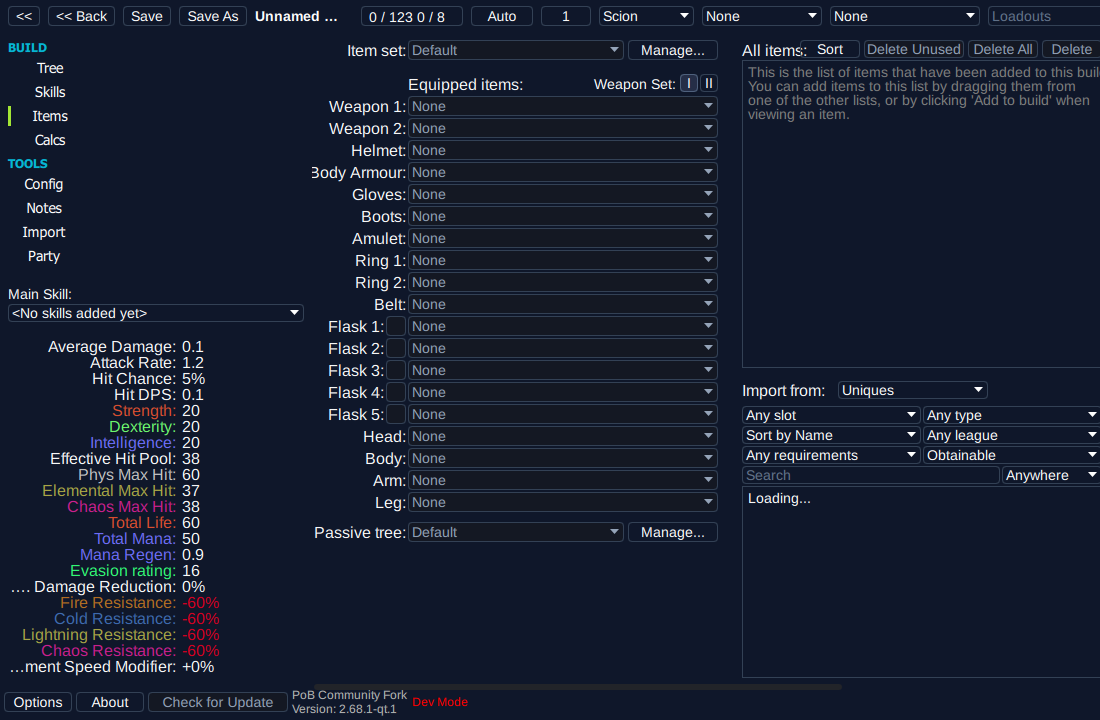 << << Back Save Save As Unnamed ... 0 / 123 0 / 8 Auto 1 Scion None None Loadouts
BUILD
Tree
Skills
Items
Calcs
TOOLS
Config
Notes
Import
Party
Main Skill:
<No skills added yet>
Average Damage: 0.1
Attack Rate: 1.2
Hit Chance: 5%
Hit DPS: 0.1
Strength: 20
Dexterity: 20
Intelligence: 20
Effective Hit Pool: 38
Phys Max Hit: 60
Elemental Max Hit: 37
Chaos Max Hit: 38
Total Life: 60
Total Mana: 50
Mana Regen: 0.9
Evasion rating: 16
.... Damage Reduction: 0%
Fire Resistance: -60%
Cold Resistance: -60%
Lightning Resistance: -60%
Chaos Resistance: -60%
...ment Speed Modifier: +0%
Item set: Default Manage...
Equipped items: Weapon Set: I II
Weapon 1: None
Weapon 2: None
Helmet: None
Body Armour: None
Gloves: None
Boots: None
Amulet: None
Ring 1: None
Ring 2: None
Belt: None
Flask 1: None
Flask 2: None
Flask 3: None
Flask 4: None
Flask 5: None
Head: None
Body: None
Arm: None
Leg: None
Passive tree: Default Manage...
All items: Sort Delete Unused Delete All Delete
This is the list of items that have been added to this buil
You can add items to this list by dragging them from
one of the other lists, or by clicking 'Add to build' when
viewing an item.
Import from: Uniques
Any slot Any type
Sort by Name Any league
Any requirements Obtainable
Search Anywhere
Loading...
Options About Check for Update
PoB Community Fork
Version: 2.68.1-qt.1
Dev Mode